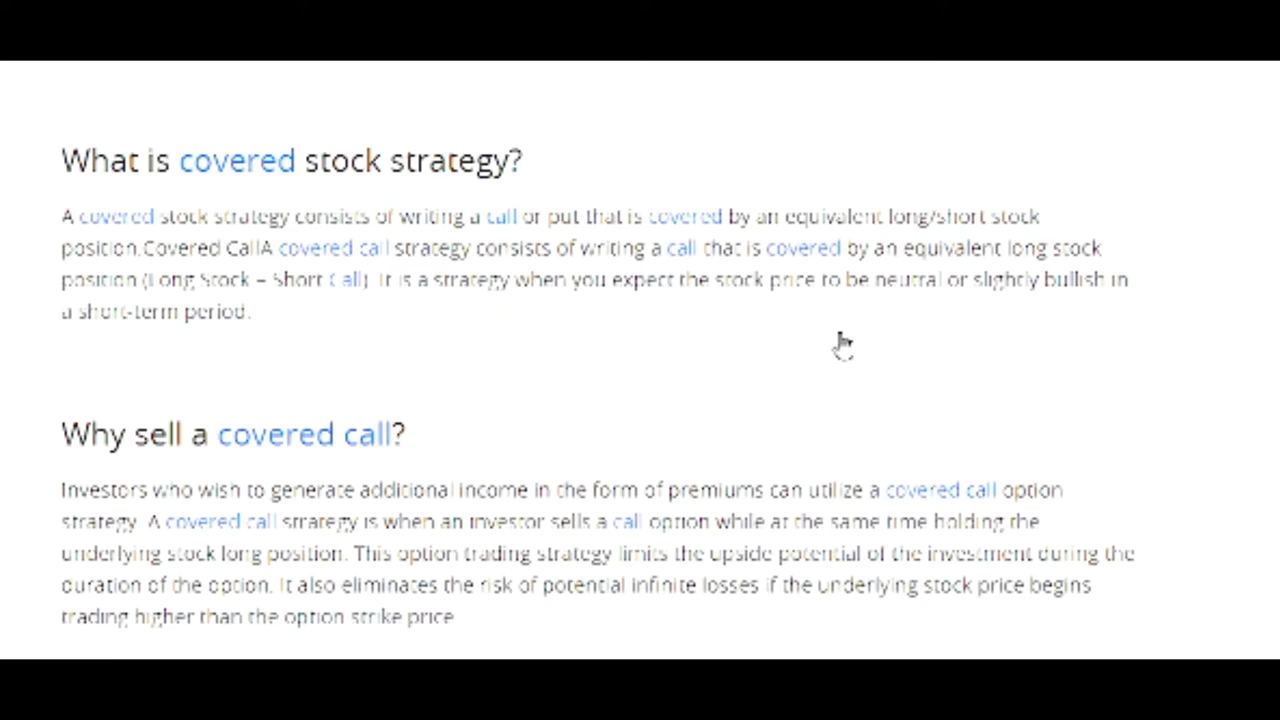 What is covered stock strategy?
A covered stock strategy consists of writing a call or put that is covered by an equivalent long/short stock
position.Covered CallA covered call strategy consists of writing a call that is covered by an equivalent long stock
position (Long Stock – Short Call). It is a strategy when you expect the stock price to be neutral or slightly bullish in
a short-term period.
Why sell a covered call?
Investors who wish to generate additional income in the form of premiums can utilize a covered call option
strategy. A covered call strategy is when an investor sells a call option while at the same time holding the
underlying stock long position. This option trading strategy limits the upside potential of the investment during the
duration of the option. It also eliminates the risk of potential infinite losses if the underlying stock price begins
trading higher than the option strike price